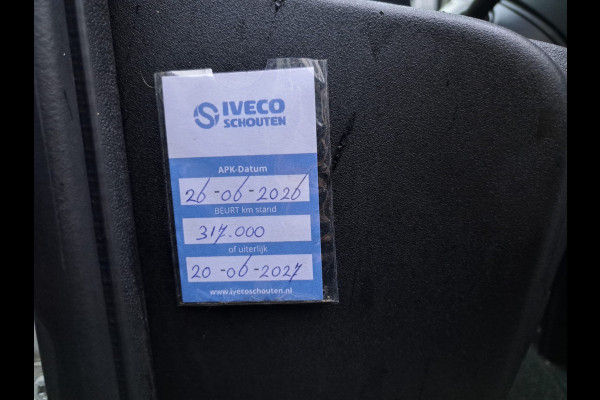 IVECO
SCHOUTEN
APK-Datum
26-06-2026
BEURT km stand
317.000
of uiterlijk
20-06-2027
www.ivecoschouten.nl